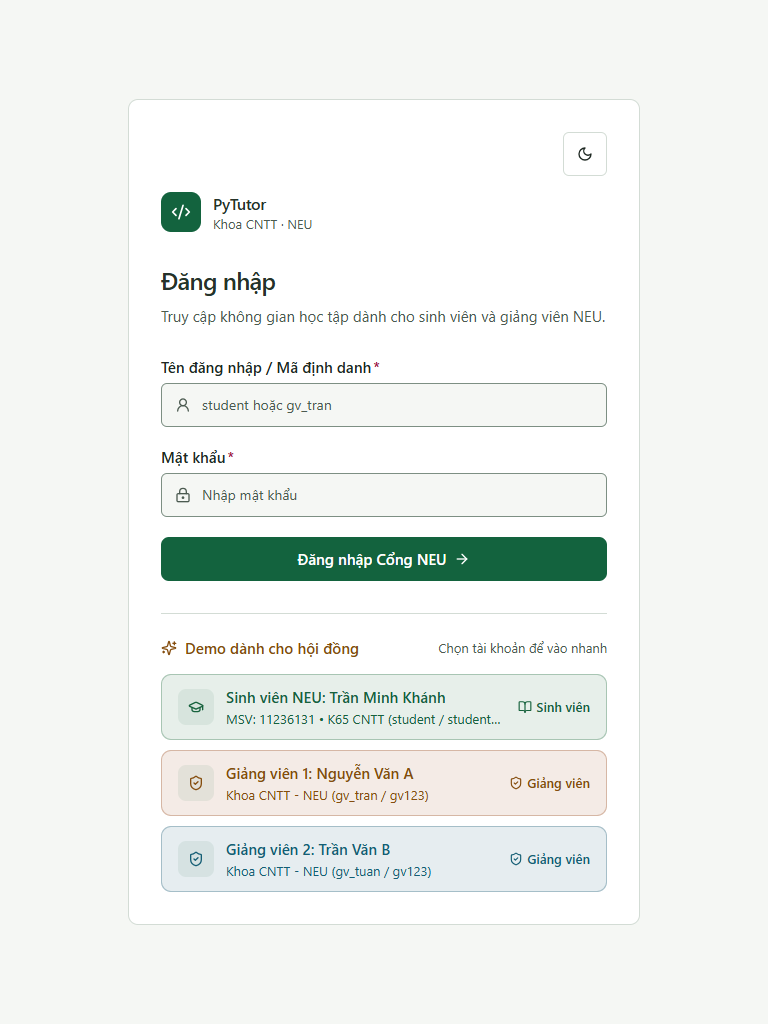 PyTutor
Khoa CNTT · NEU
Đăng nhập
Truy cập không gian học tập dành cho sinh viên và giảng viên NEU.
Tên đăng nhập / Mã định danh*
student hoặc gv_tran
Mật khẩu*
Nhập mật khẩu
Đăng nhập Cổng NEU →
Demo dành cho hội đồng
Chọn tài khoản để vào nhanh
Sinh viên NEU: Trần Minh Khánh
MSV: 11236131 • K65 CNTT (student / student...
Sinh viên
Giảng viên 1: Nguyễn Văn A
Khoa CNTT - NEU (gv_tran / gv123)
Giảng viên
Giảng viên 2: Trần Văn B
Khoa CNTT - NEU (gv_tuan / gv123)
Giảng viên